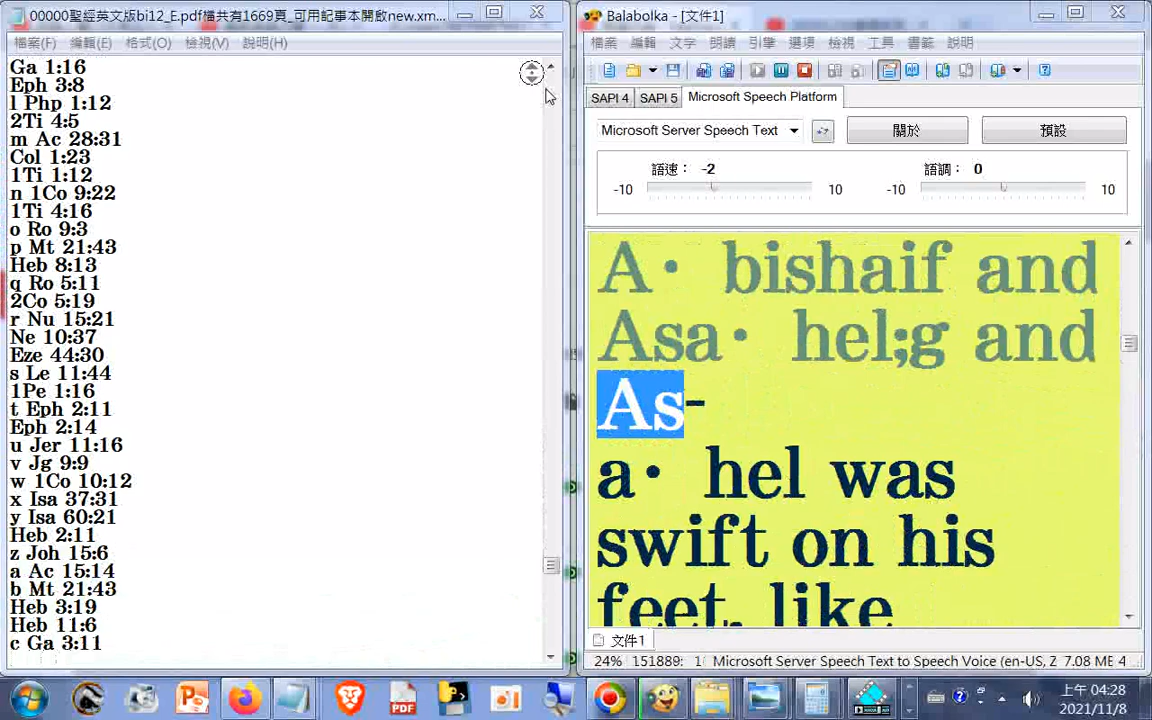 00000聖經英文版bi12_E.pdf檔共有1669頁_可用記事本開啟new.xm...
檔案(F) 編輯(E) 格式(O) 檢視(V) 說明(H)
Ga 1:16
Eph 3:8
l Php 1:12
2Ti 4:5
m Ac 28:31
Col 1:23
1Ti 1:12
n 1Co 9:22
1Ti 4:16
o Ro 9:3
p Mt 21:43
Heb 8:13
q Ro 5:11
2Co 5:19
r Nu 15:21
Ne 10:37
Eze 44:30
s Le 11:44
1Pe 1:16
t Eph 2:11
Eph 2:14
u Jer 11:16
v Jg 9:9
w 1Co 10:12
x Isa 37:31
y Isa 60:21
Heb 2:11
z Joh 15:6
a Ac 15:14
b Mt 21:43
Heb 3:19
Heb 11:6
c Ga 3:11
Balabolka - [文件1]
檔案 編輯 文字 朗讀 引擎 選項 檢視 工具 書籤 說明
SAPI 4 SAPI 5 Microsoft Speech Platform
Microsoft Server Speech Text 關於 預設
語速： -2 語調： 0
-10 10 -10 10
A· bishaif and
Asa· hel;g and
As-
a· hel was
swift on his
feet, like
文件1
24% 151889: 1 Microsoft Server Speech Text to Speech Voice (en-US, Z 7.08 ME 4
PDF
上午 04:28
2021/11/8